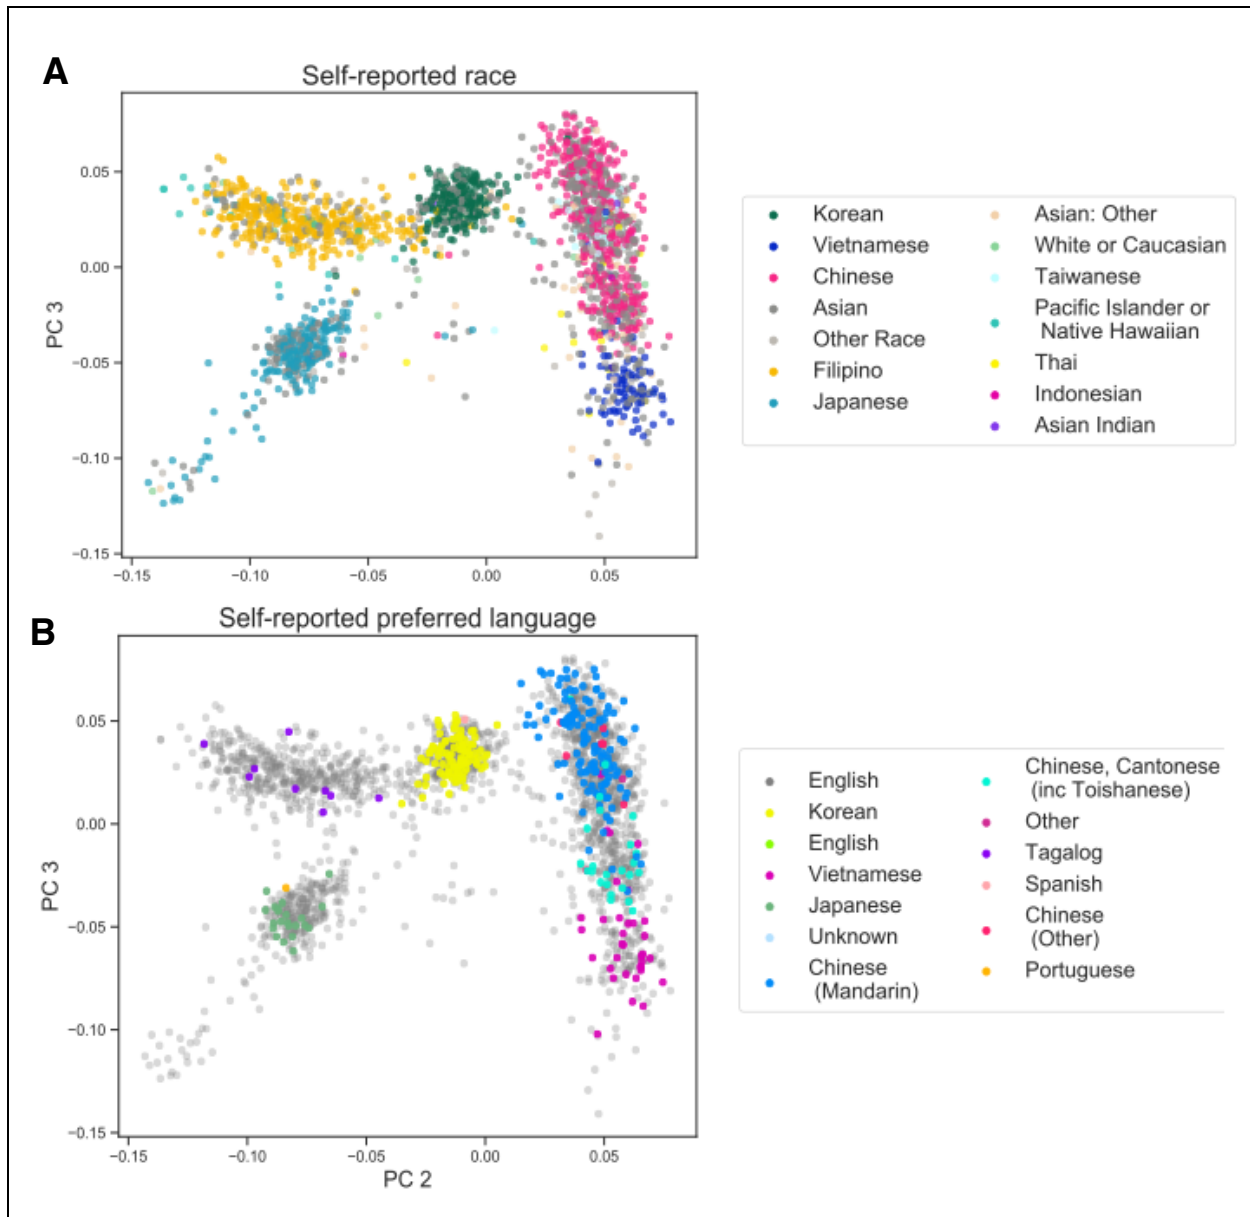 A
Self-reported race
0.05
0.00
−0.05
−0.10
−0.15
PC 3
−0.15
−0.10
−0.05
0.00
0.05
Korean
Vietnamese
Chinese
Asian
Other Race
Filipino
Japanese
Asian: Other
White or Caucasian
Taiwanese
Pacific Islander or
Native Hawaiian
Thai
Indonesian
Asian Indian
B
Self-reported preferred language
0.05
0.00
−0.05
−0.10
−0.15
PC 3
−0.15
−0.10
−0.05
0.00
0.05
PC 2
English
Korean
English
Vietnamese
Japanese
Unknown
Chinese
(Mandarin)
Chinese, Cantonese
(inc Toishanese)
Other
Tagalog
Spanish
Chinese
(Other)
Portuguese